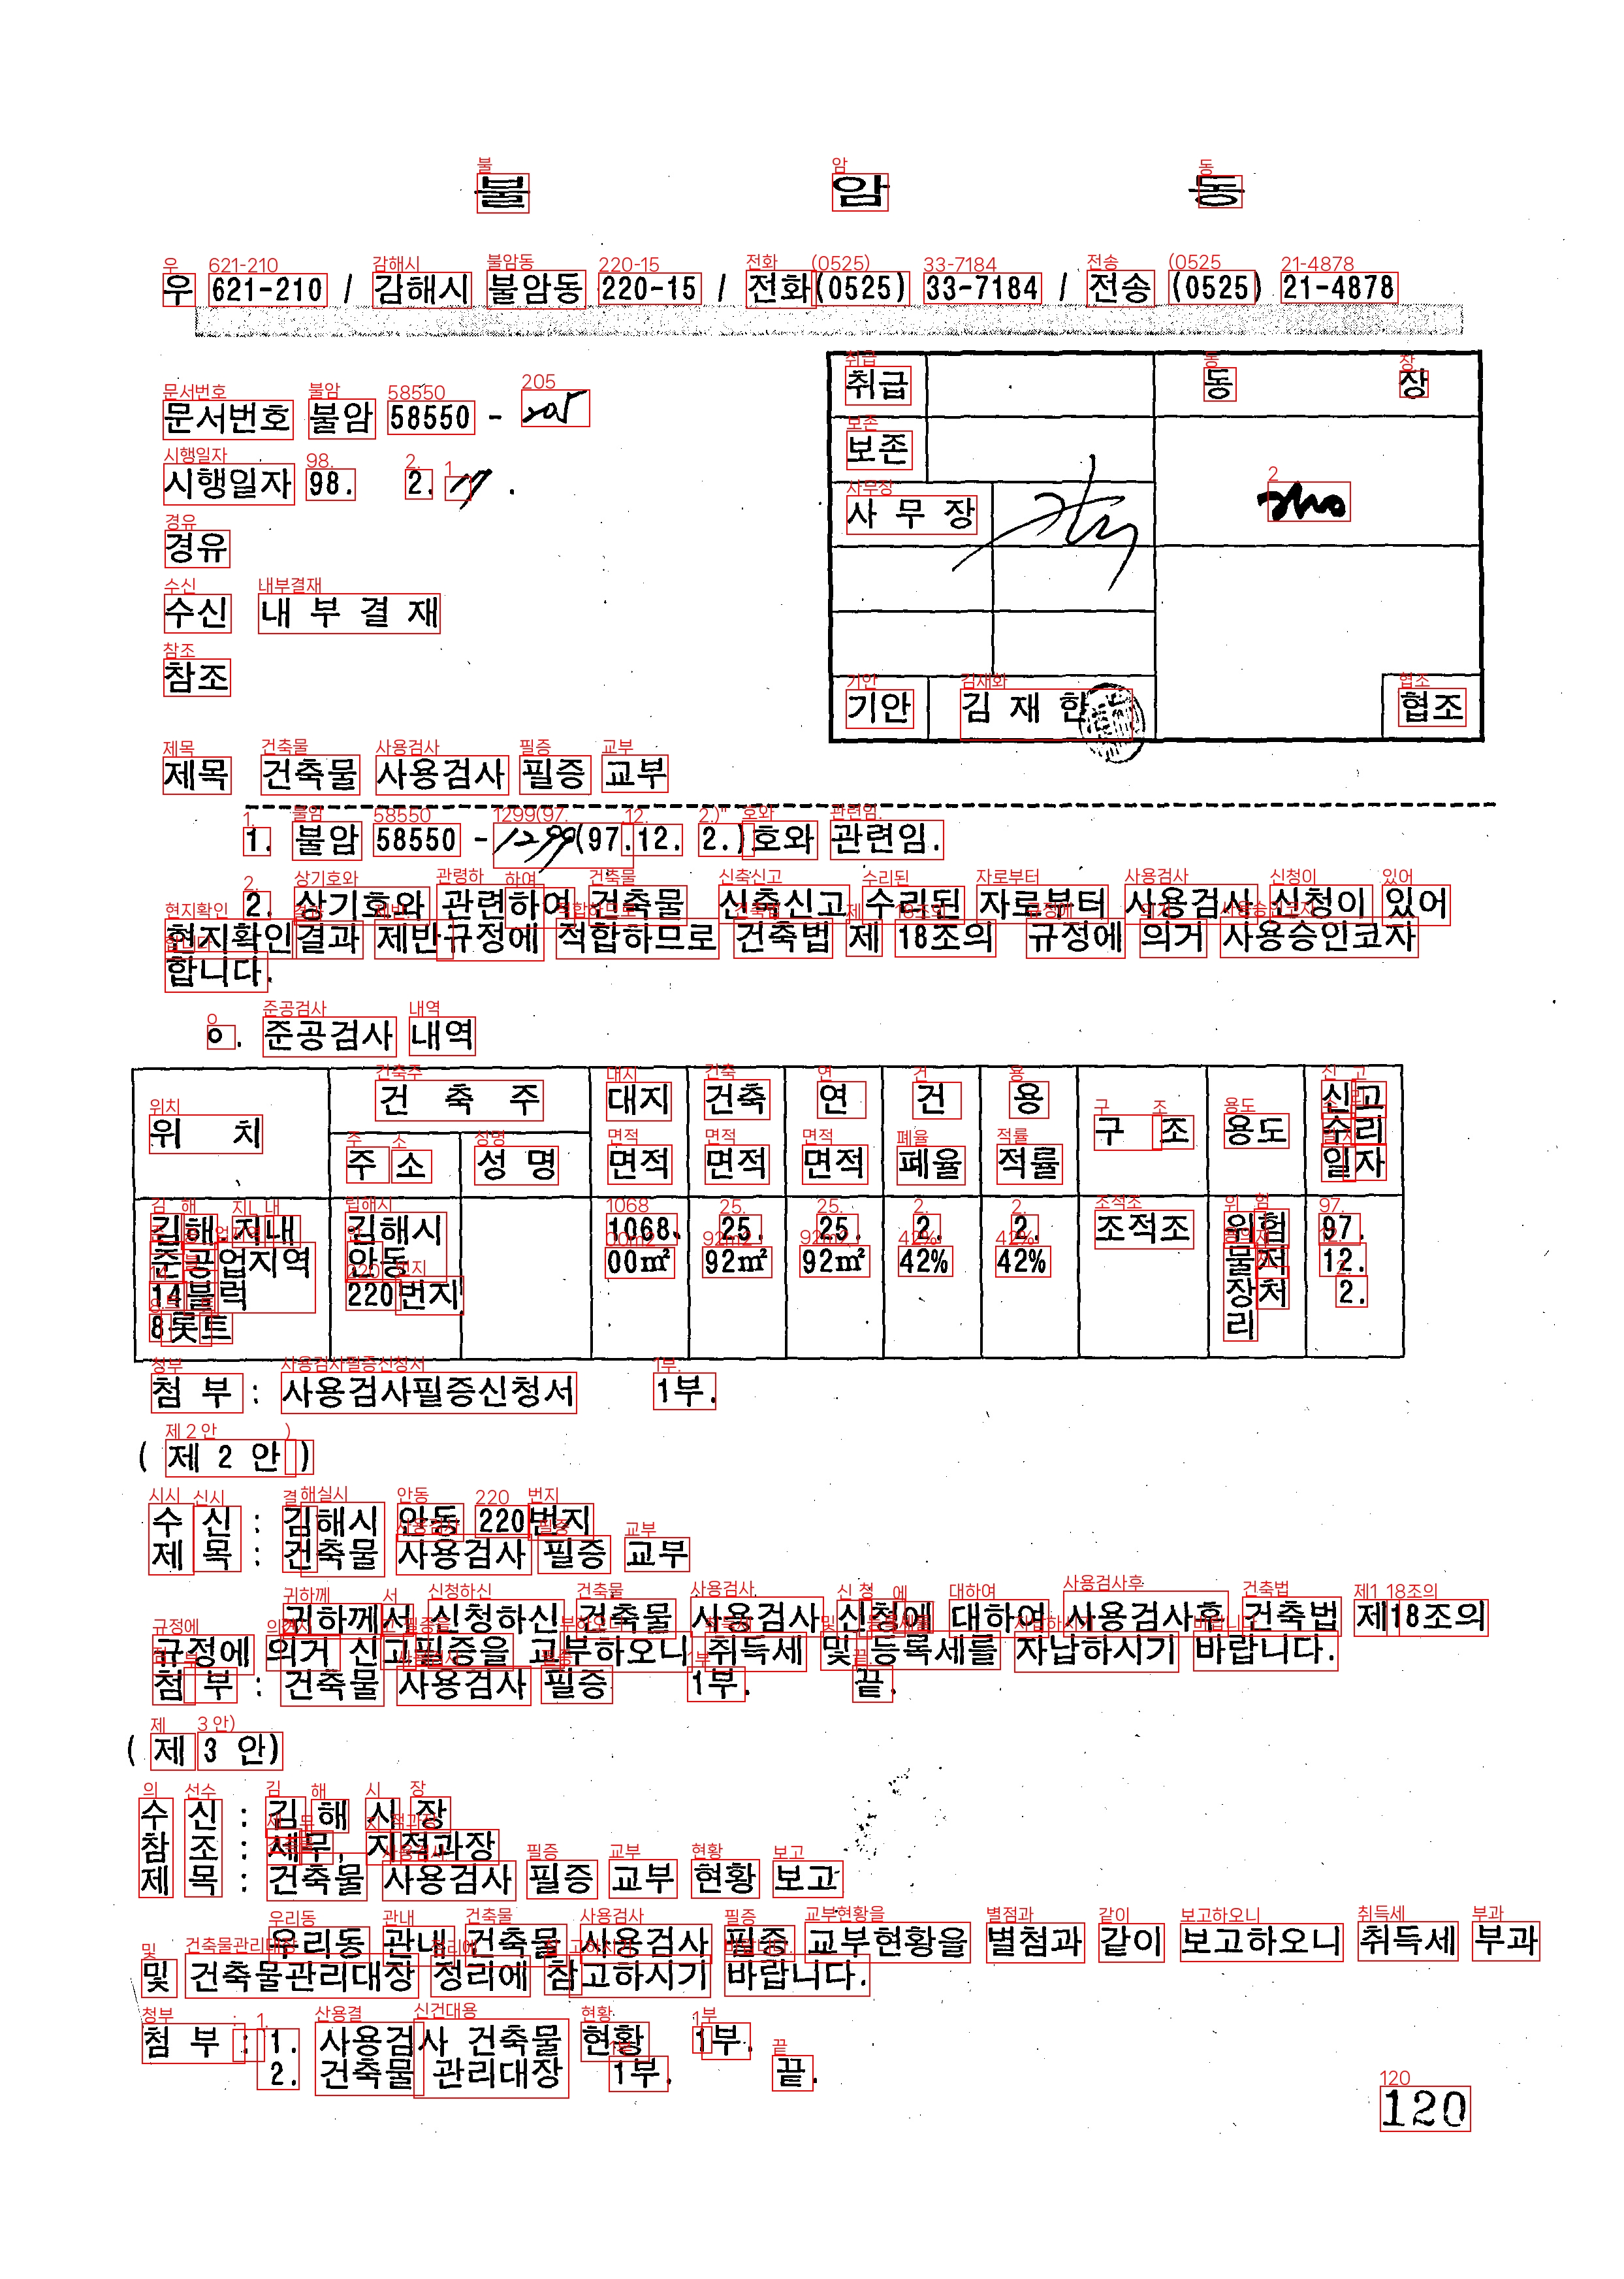 불 암 동
우 621-210 / 김해시 불암동 220-15 / 전화(0525) 33-7184 / 전송 (0525) 21-4878
문서번호 불암 58550 - 205
시행일자 98. 2. 17.
경유
수신 내 부 결 재
참조
취급
보존
동 장
사 무 장
기안 김 재 한
협조
제목 건축물 사용검사 필증 교부
1. 불암 58550 - 1299(97.12. 2.)호와 관련임.
2. 상기호와 관련하여 건축물 신축신고 수리된 자로부터 사용검사 신청이 있어
현지확인결과 제반규정에 적합하므로 건축법 제 18조의 규정에 의거 사용승인코자
합니다.
ㅇ. 준공검사 내역
위 치 건 축 주 대지 면적 건축 면적 연 면적 건 폐율 용 적률 구 조 용도 신고 수리 일자
주 소 성 명
김해.지내 준공업지역 14블럭 8롯트
김해시 안동 220번지
1068. 00㎡
25. 92㎡
25. 92㎡
2. 42%
2. 42%
조적조
위험 물저 장처 리
97. 12. 2.
첨 부 : 사용검사필증신청서 1부.
( 제 2 안 )
수 신 : 김해시 안동 220번지
제 목 : 건축물 사용검사 필증 교부
귀하께서 신청하신 건축물 사용검사 신청에 대하여 사용검사후 건축법 제18조의
규정에 의거 신고필증을 교부하오니 취득세 및 등록세를 자납하시기 바랍니다.
첨 부 : 건축물 사용검사 필증 1부. 끝.
( 제 3 안)
수 신 : 김 해 시 장
참 조 : 세무, 지적과장
제 목 : 건축물 사용검사 필증 교부 현황 보고
우리동 관내 건축물 사용검사 필증 교부현황을 별첨과 같이 보고하오니 취득세 부과
및 건축물관리대장 정리에 참고하시기 바랍니다.
첨 부 : 1. 사용검사 건축물 현황 1부.
2. 건축물 관리대장 1부. 끝.
120